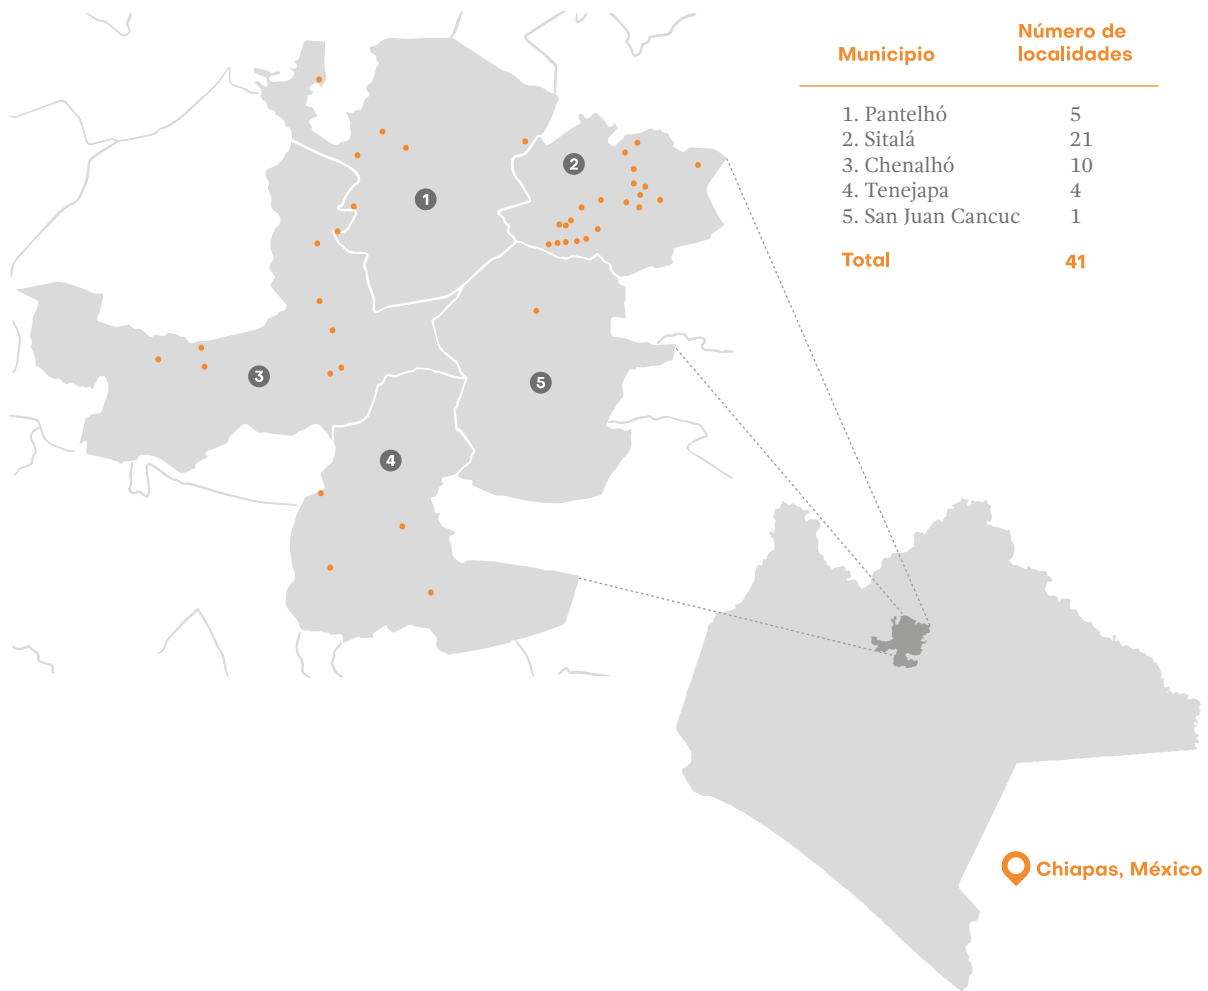 Municipio Número de localidades
1. Pantelhó 5
2. Sitalá 21
3. Chenalhó 10
4. Tenejapa 4
5. San Juan Cancuc 1
Total 41
1
2
3
4
5
Chiapas, México